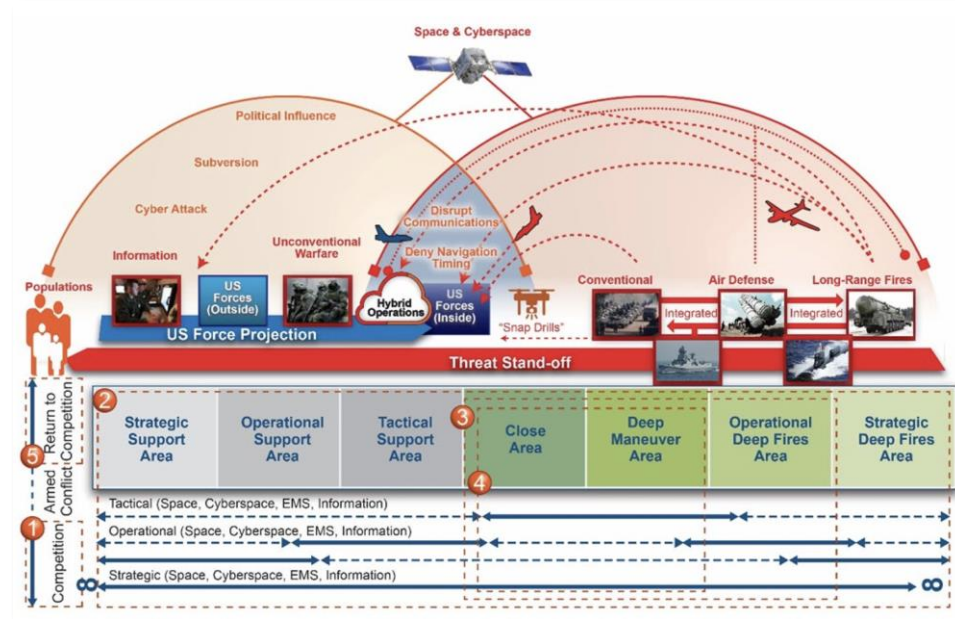 Space & Cyberspace
Political Influence
Subversion
Cyber Attack
Disrupt
Communications
Deny Navigation
Timing
Information
Unconventional
Warfare
Populations
US
Forces
(Outside)
Hybrid
Operations
US
Forces
(Inside)
Conventional
Air Defense
Long-Range Fires
Integrated
Integrated
"Snap Drills"
US Force Projection
Threat Stand-off
Return to
Competition
Armed
Conflict
Competition
5
1
2
3
4
Strategic
Support
Area
Operational
Support
Area
Tactical
Support
Area
Close
Area
Deep
Maneuver
Area
Operational
Deep Fires
Area
Strategic
Deep Fires
Area
Tactical (Space, Cyberspace, EMS, Information)
Operational (Space, Cyberspace, EMS, Information)
Strategic (Space, Cyberspace, EMS, Information)
∞
∞